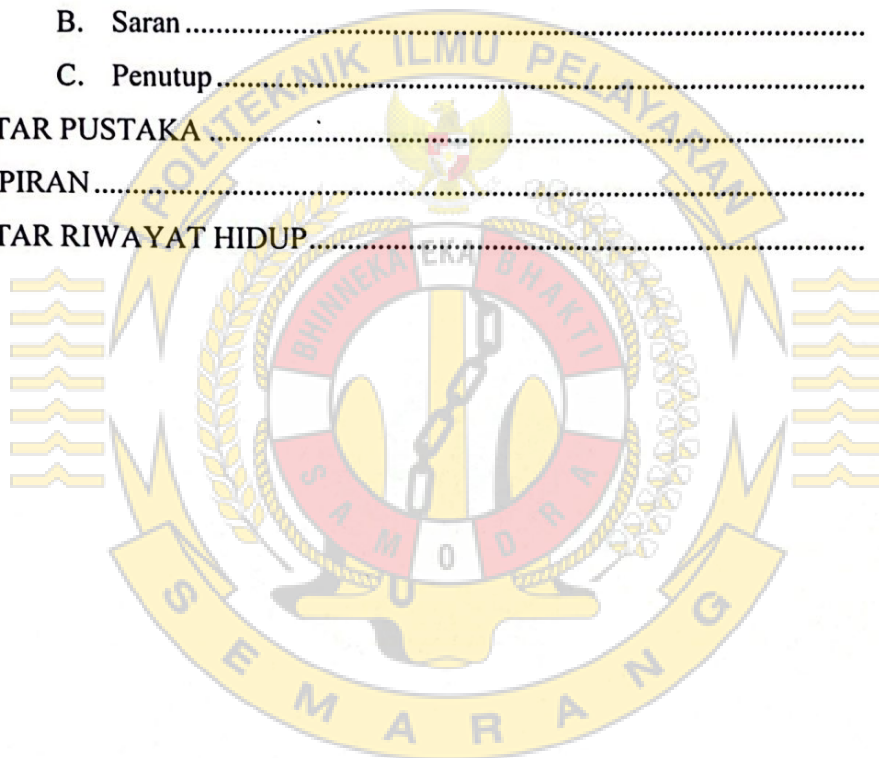 B. Saran ................................................................
C. Penutup ................................................................
TAR PUSTAKA ................................................................
PIRAN ................................................................
TAR RIWAYAT HIDUP ................................................................
POLITEKNIK ILMU PELAYARAN
BHINNEKA EKA BHAKTI
SAMODRA
SEMARANG